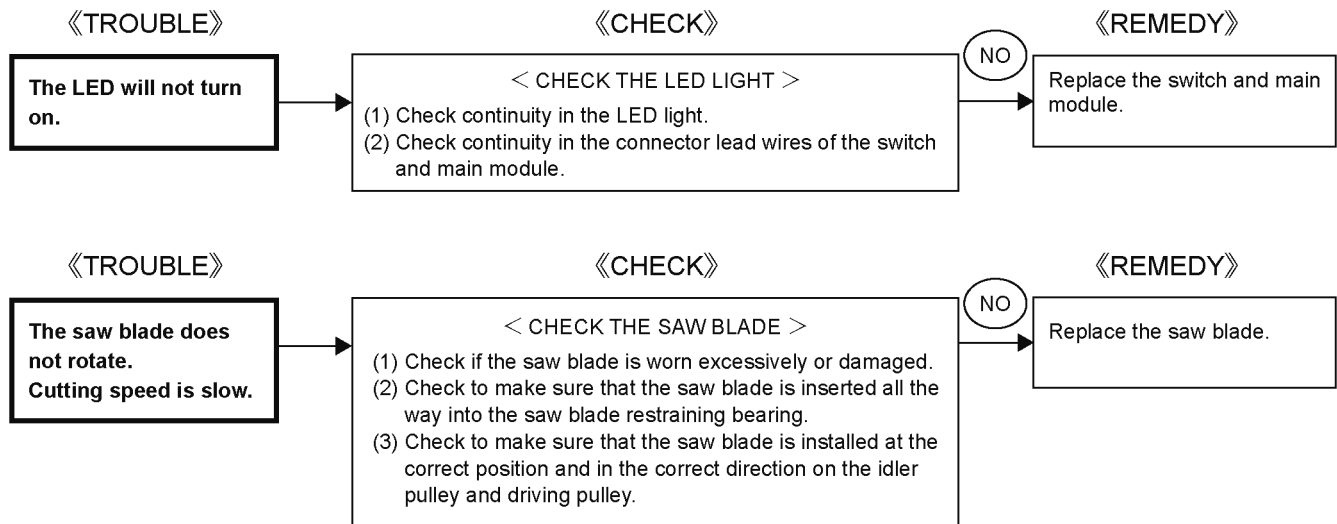 《TROUBLE》 《CHECK》 《REMEDY》
The LED will not turn
on.
＜ CHECK THE LED LIGHT ＞
(1) Check continuity in the LED light.
(2) Check continuity in the connector lead wires of the switch
and main module.
NO
Replace the switch and main
module.
《TROUBLE》 《CHECK》 《REMEDY》
The saw blade does
not rotate.
Cutting speed is slow.
＜ CHECK THE SAW BLADE ＞
(1) Check if the saw blade is worn excessively or damaged.
(2) Check to make sure that the saw blade is inserted all the
way into the saw blade restraining bearing.
(3) Check to make sure that the saw blade is installed at the
correct position and in the correct direction on the idler
pulley and driving pulley.
NO
Replace the saw blade.